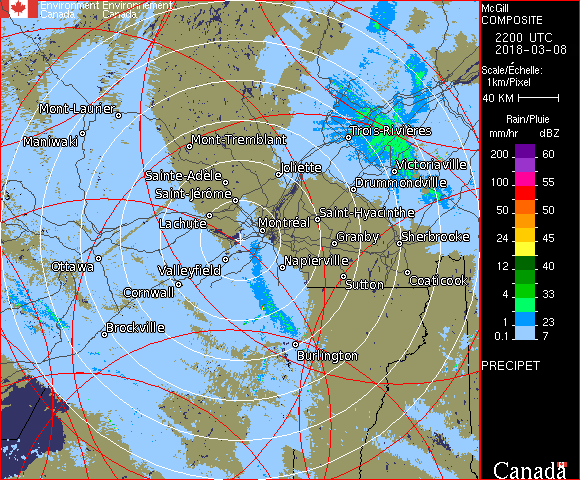 Environment Environnement
Canada Canada
McGill
COMPOSITE
2200 UTC
2018-03-08
Scale/Échelle:
1km/Pixel
40 KM
Rain/Pluie
mm/hr dBZ
200 60
100 55
50 50
24 45
12 40
4 33
1 23
0.1 7
PRECIPET
Canada
Mont-Laurier
Maniwaki
Mont-Tremblant
Trois-Rivières
Joliette
Victoriaville
Sainte-Adèle
Drummondville
Saint-Jérôme
Saint-Hyacinthe
Lachute
Montréal
Granby
Sherbrooke
Ottawa
Valleyfield
Napierville
Coaticook
Sutton
Cornwall
Brockville
Burlington